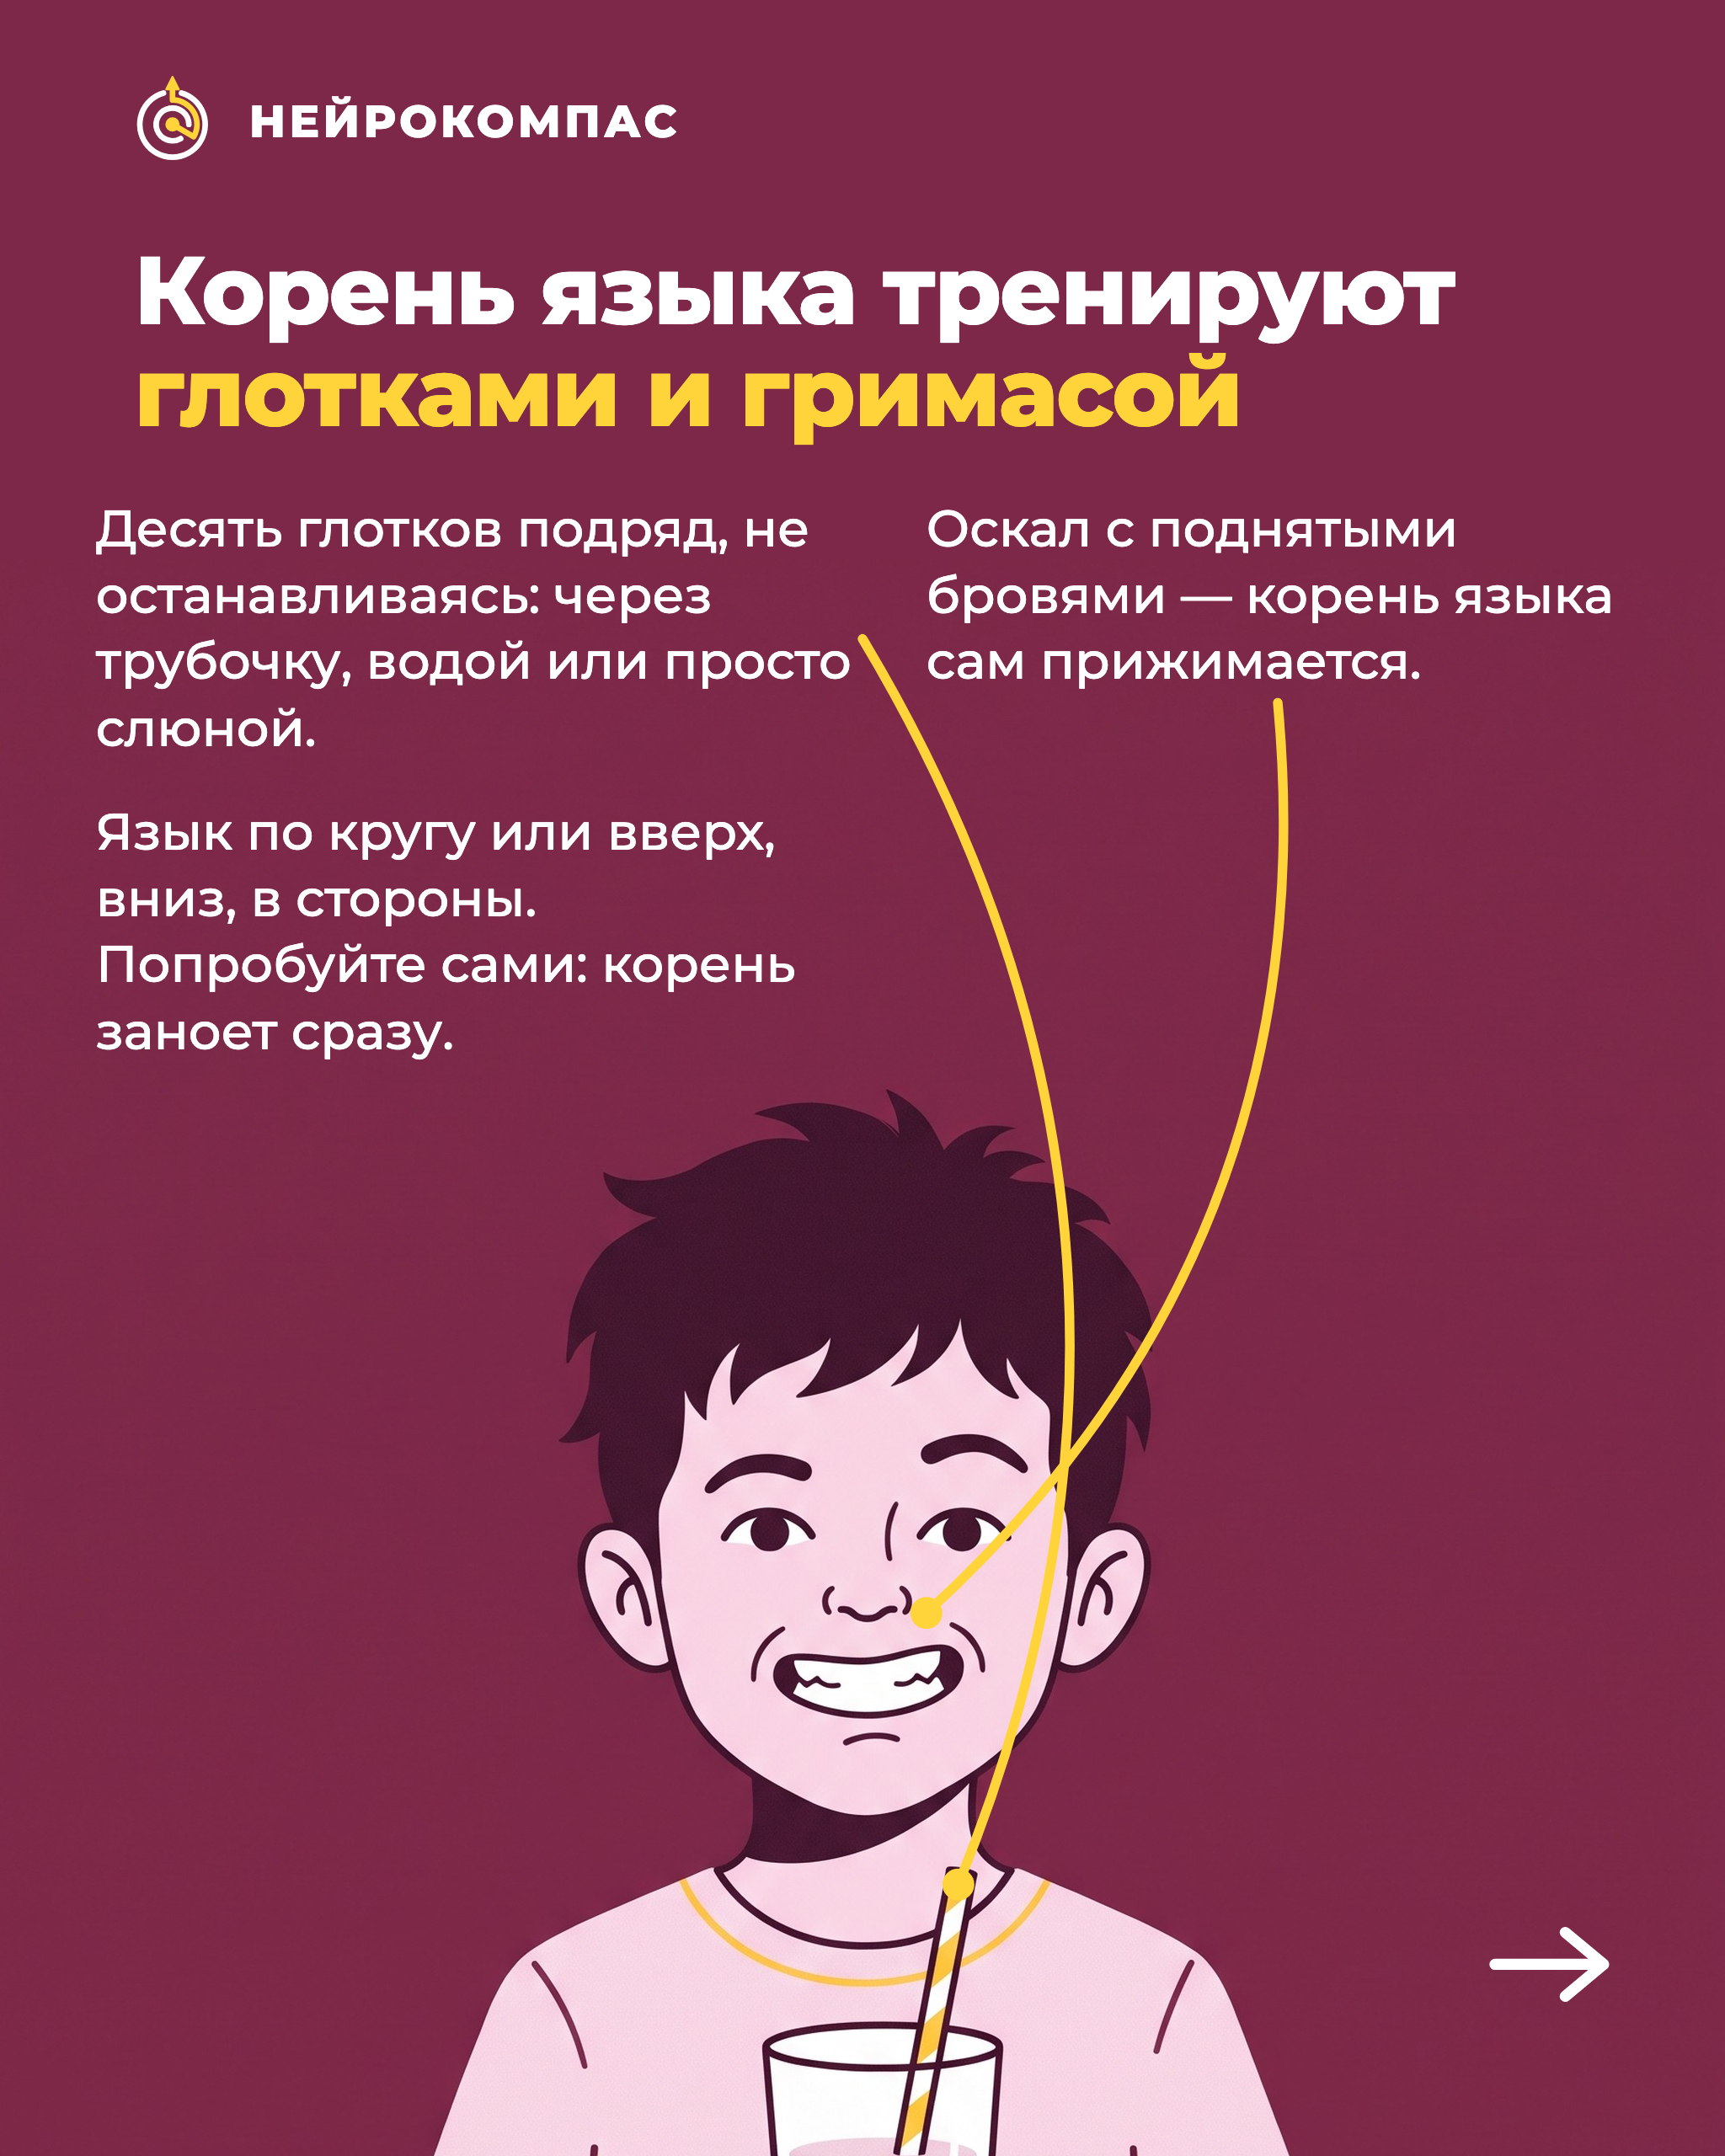 НЕЙРОКОМПАС
Корень языка тренируют
глотками и гримасой
Десять глотков подряд, не
останавливаясь: через
трубочку, водой или просто
слюной.
Язык по кругу или вверх,
вниз, в стороны.
Попробуйте сами: корень
заноет сразу.
Оскал с поднятыми
бровями — корень языка
сам прижимается.